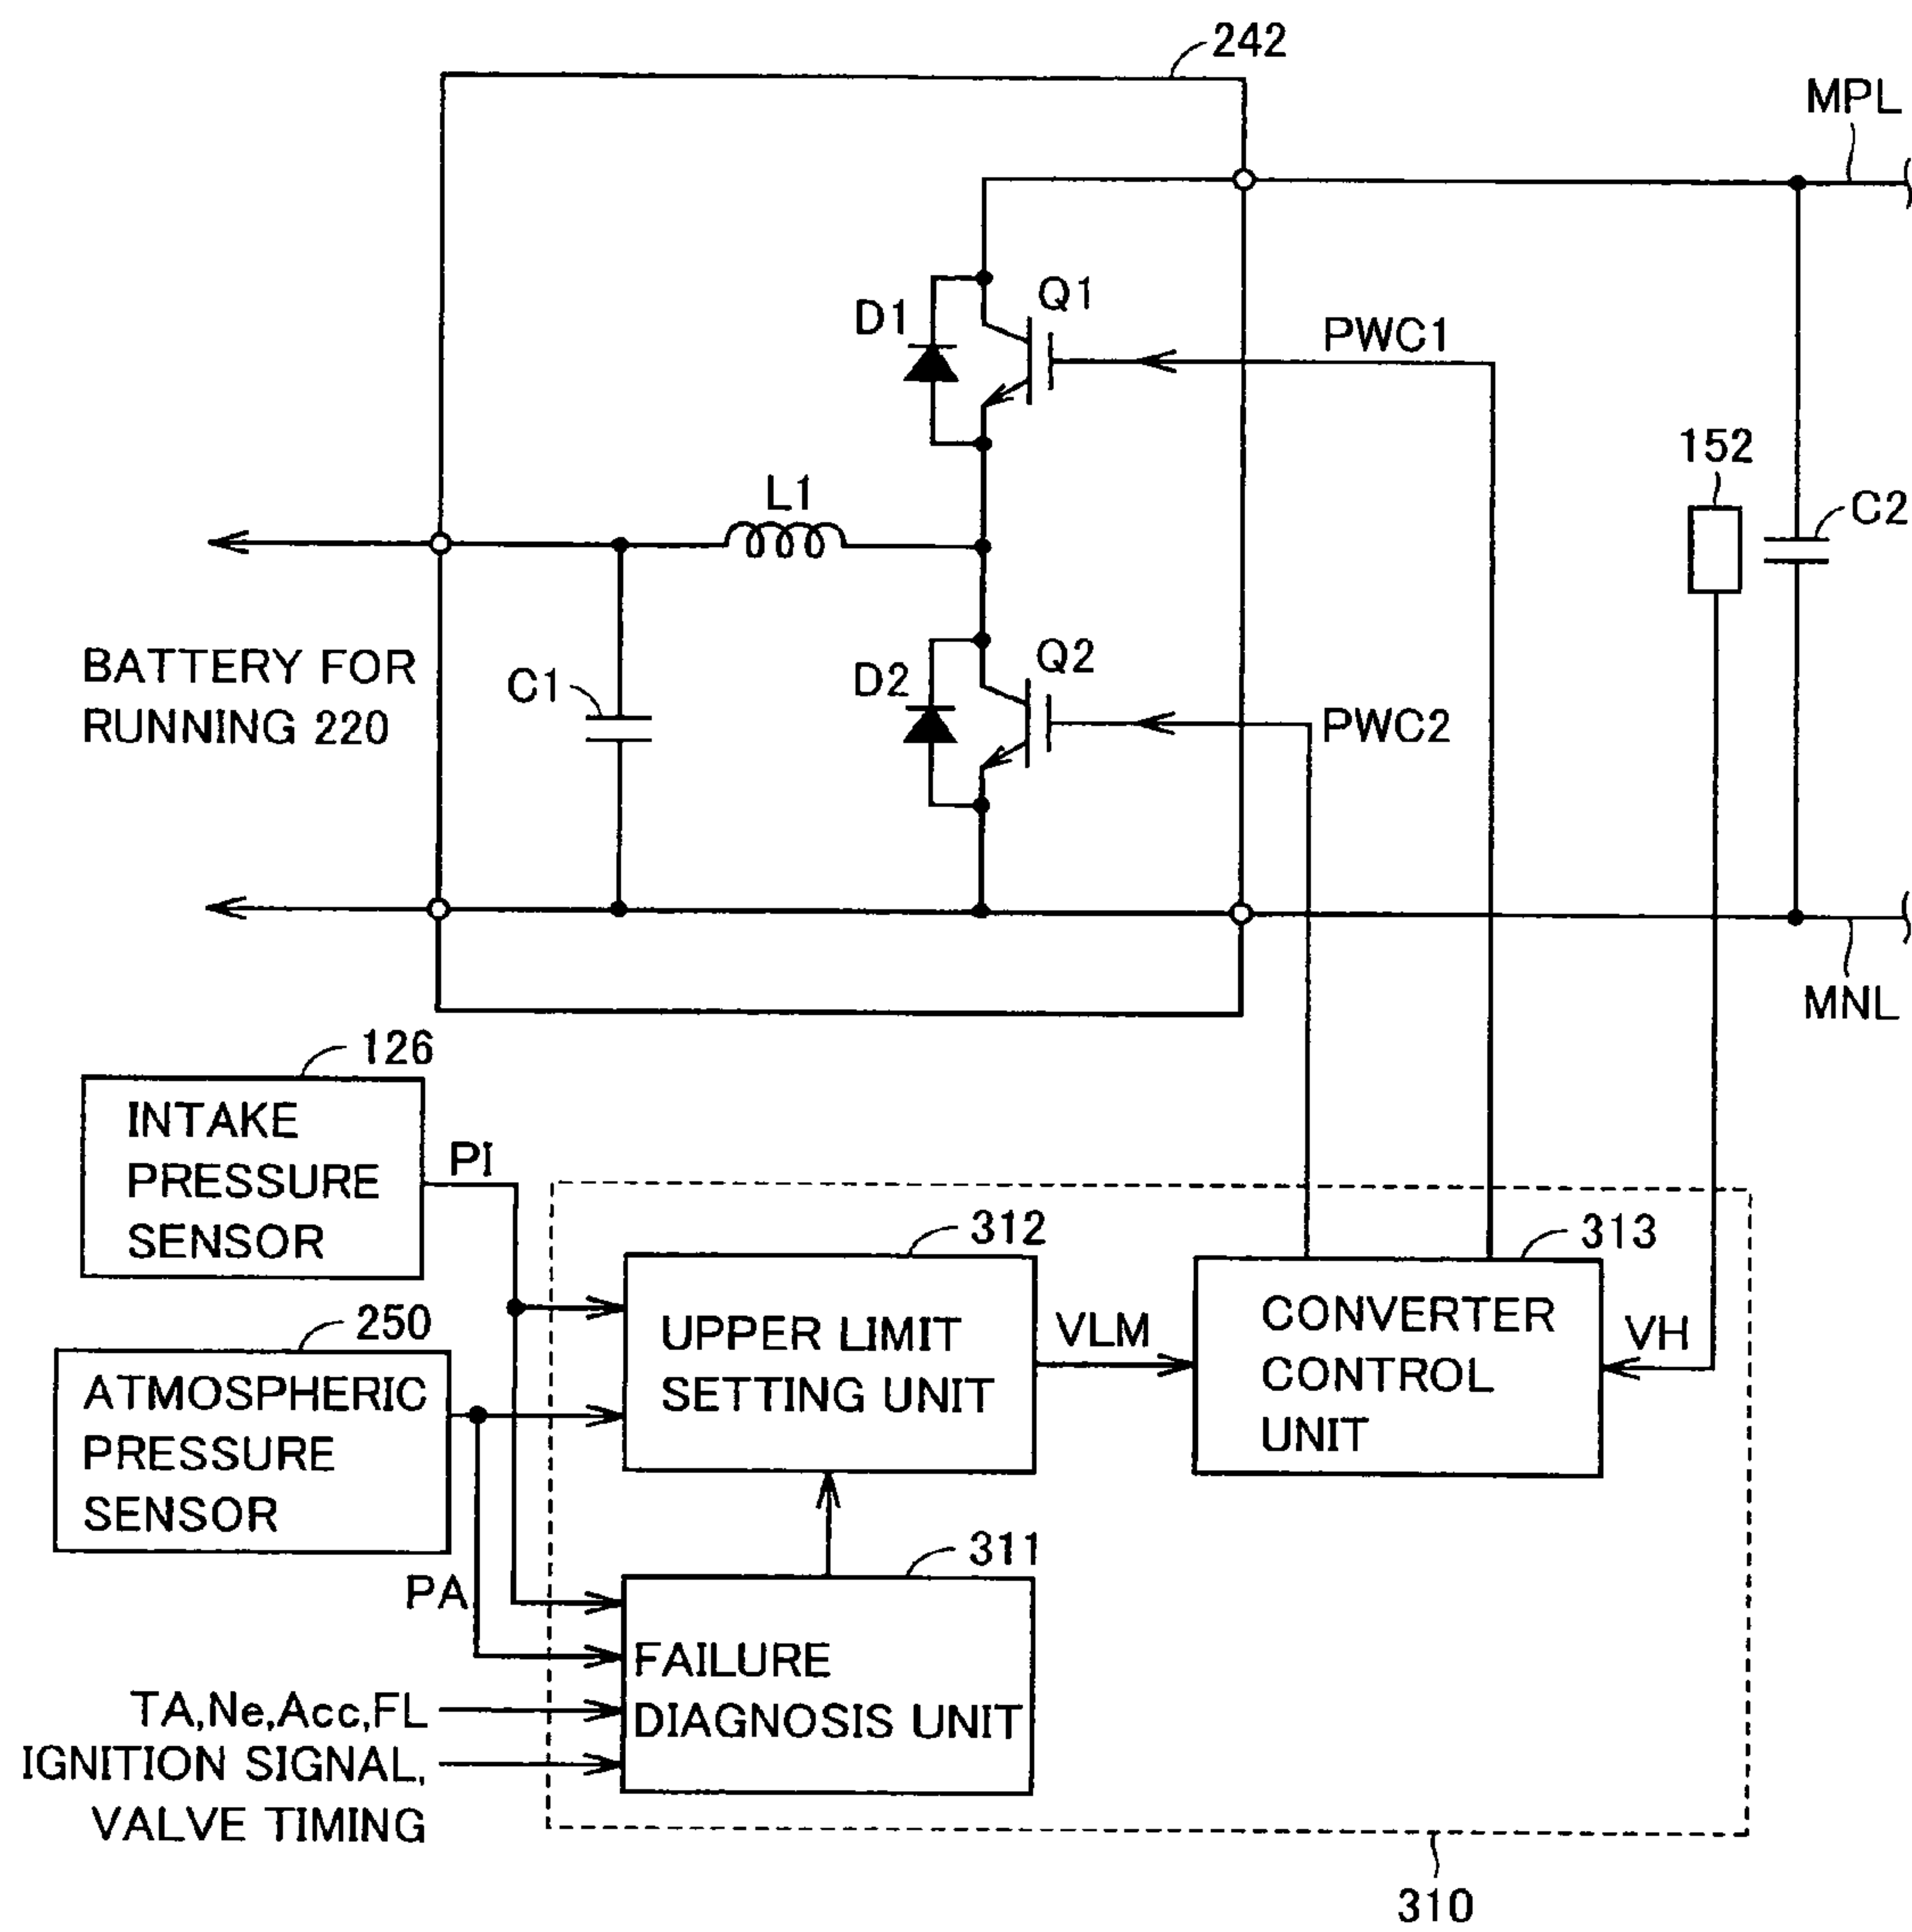 242
MPL
D1
Q1
PWC1
152
L1
C2
BATTERY FOR
RUNNING 220
C1
D2
Q2
PWC2
MNL
126
INTAKE
PRESSURE
SENSOR
PI
312
313
250
UPPER LIMIT
SETTING UNIT
VLM
CONVERTER
CONTROL
UNIT
VH
ATMOSPHERIC
PRESSURE
SENSOR
311
PA
FAILURE
DIAGNOSIS UNIT
TA,Ne,Acc,FL
IGNITION SIGNAL,
VALVE TIMING
310